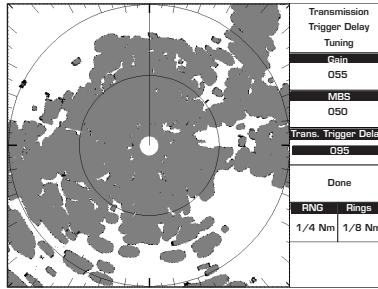 Transmission
Trigger Delay
Tuning
Gain
055
MBS
050
Trans. Trigger Dela
095
Done
RNG Rings
1/4 Nm 1/8 Nm